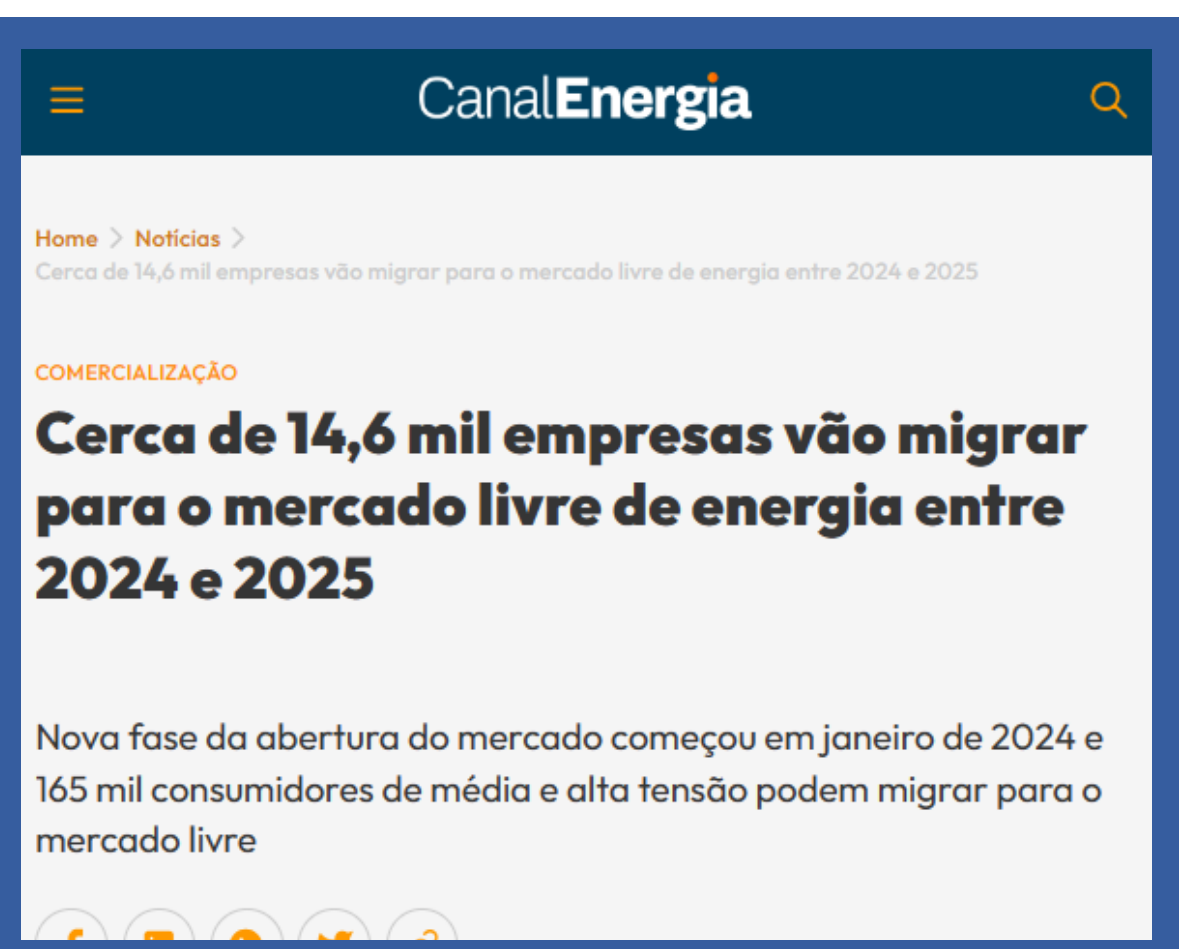 CanalEnergia
Home > Notícias >
Cerca de 14,6 mil empresas vão migrar para o mercado livre de energia entre 2024 e 2025
COMERCIALIZAÇÃO
Cerca de 14,6 mil empresas vão migrar
para o mercado livre de energia entre
2024 e 2025
Nova fase da abertura do mercado começou em janeiro de 2024 e
165 mil consumidores de média e alta tensão podem migrar para o
mercado livre